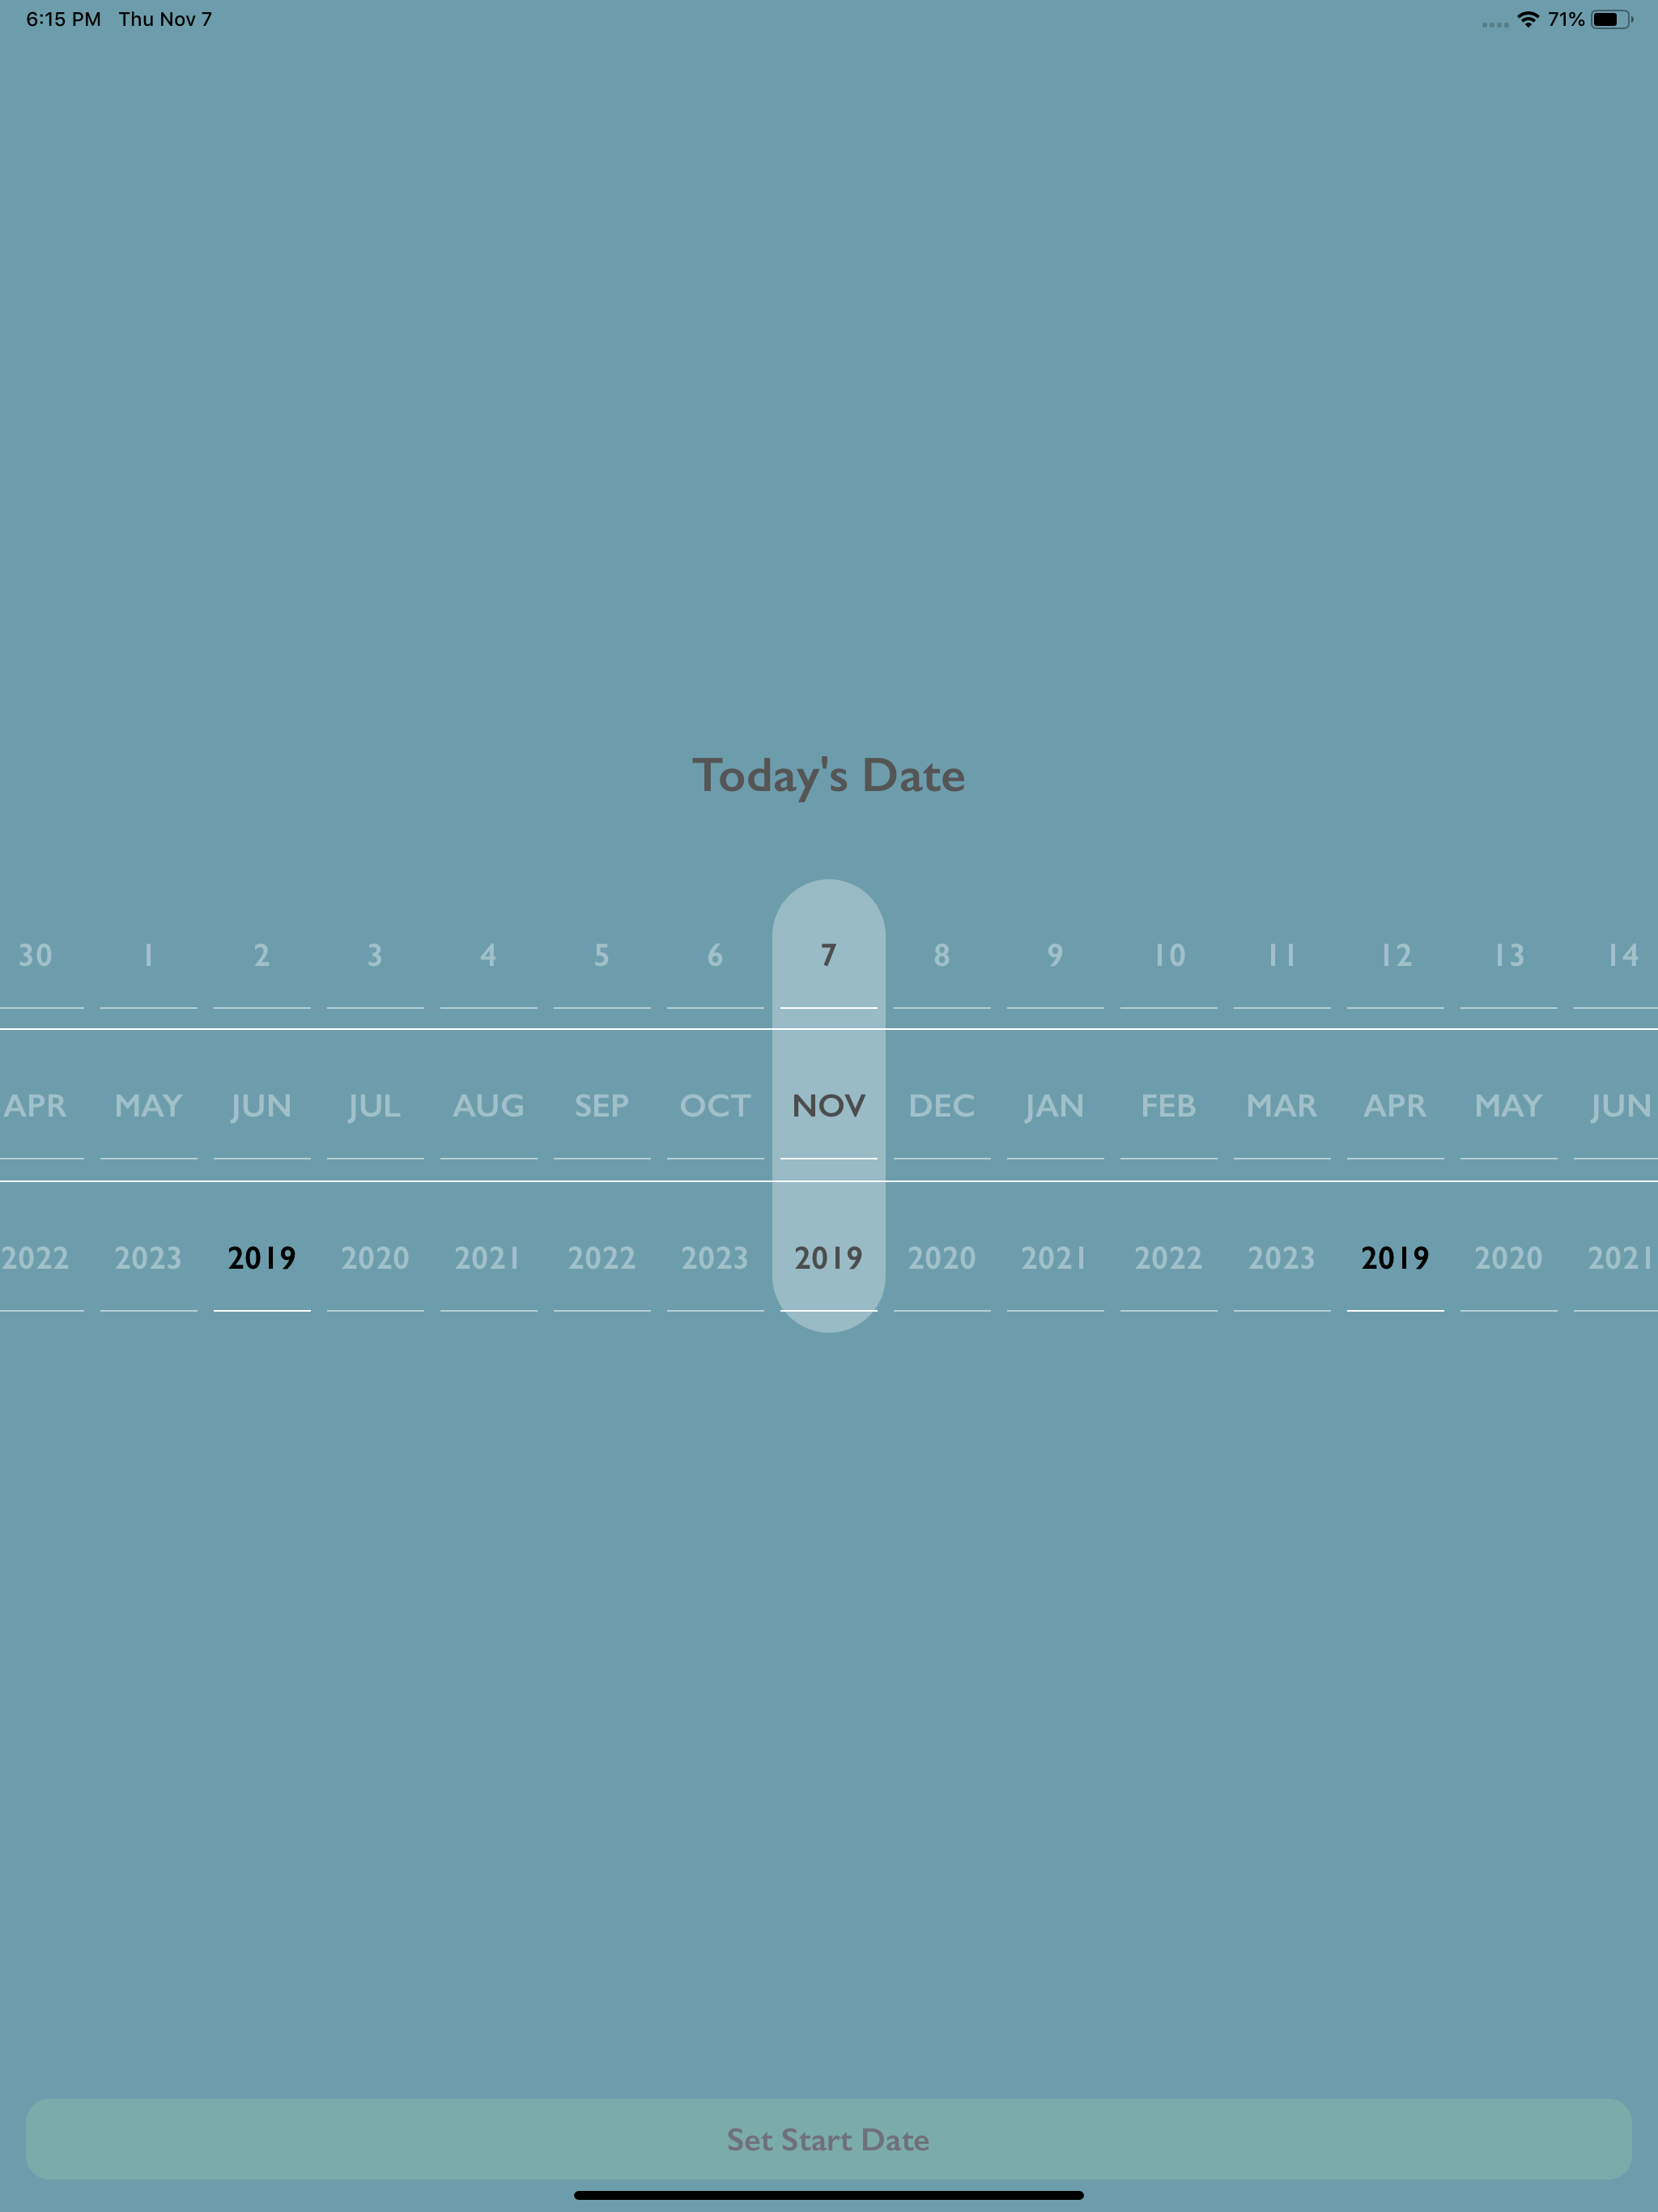 6:15 PM Thu Nov 7 71%
Today's Date
30 1 2 3 4 5 6 7 8 9 10 11 12 13 14
APR MAY JUN JUL AUG SEP OCT NOV DEC JAN FEB MAR APR MAY JUN
2022 2023 2019 2020 2021 2022 2023 2019 2020 2021 2022 2023 2019 2020 2021
Set Start Date